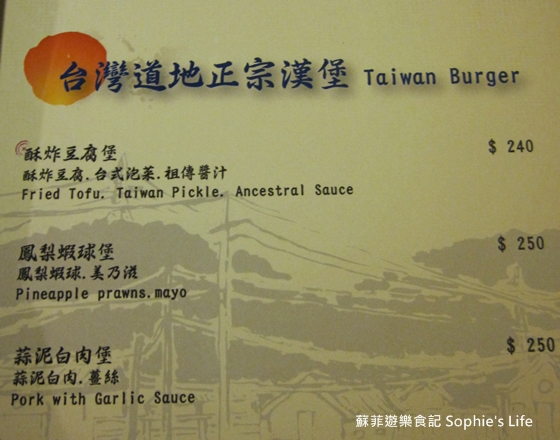 台灣道地正宗漢堡 Taiwan Burger
酥炸豆腐堡 $ 240
酥炸豆腐.台式泡菜.祖傳醬汁
Fried Tofu. Taiwan Pickle. Ancestral Sauce
鳳梨蝦球堡 $ 250
鳳梨蝦球.美乃滋
Pineapple prawns.mayo
蒜泥白肉堡 $ 250
蒜泥白肉.薑絲
Pork with Garlic Sauce
蘇菲遊樂食記 Sophie's Life